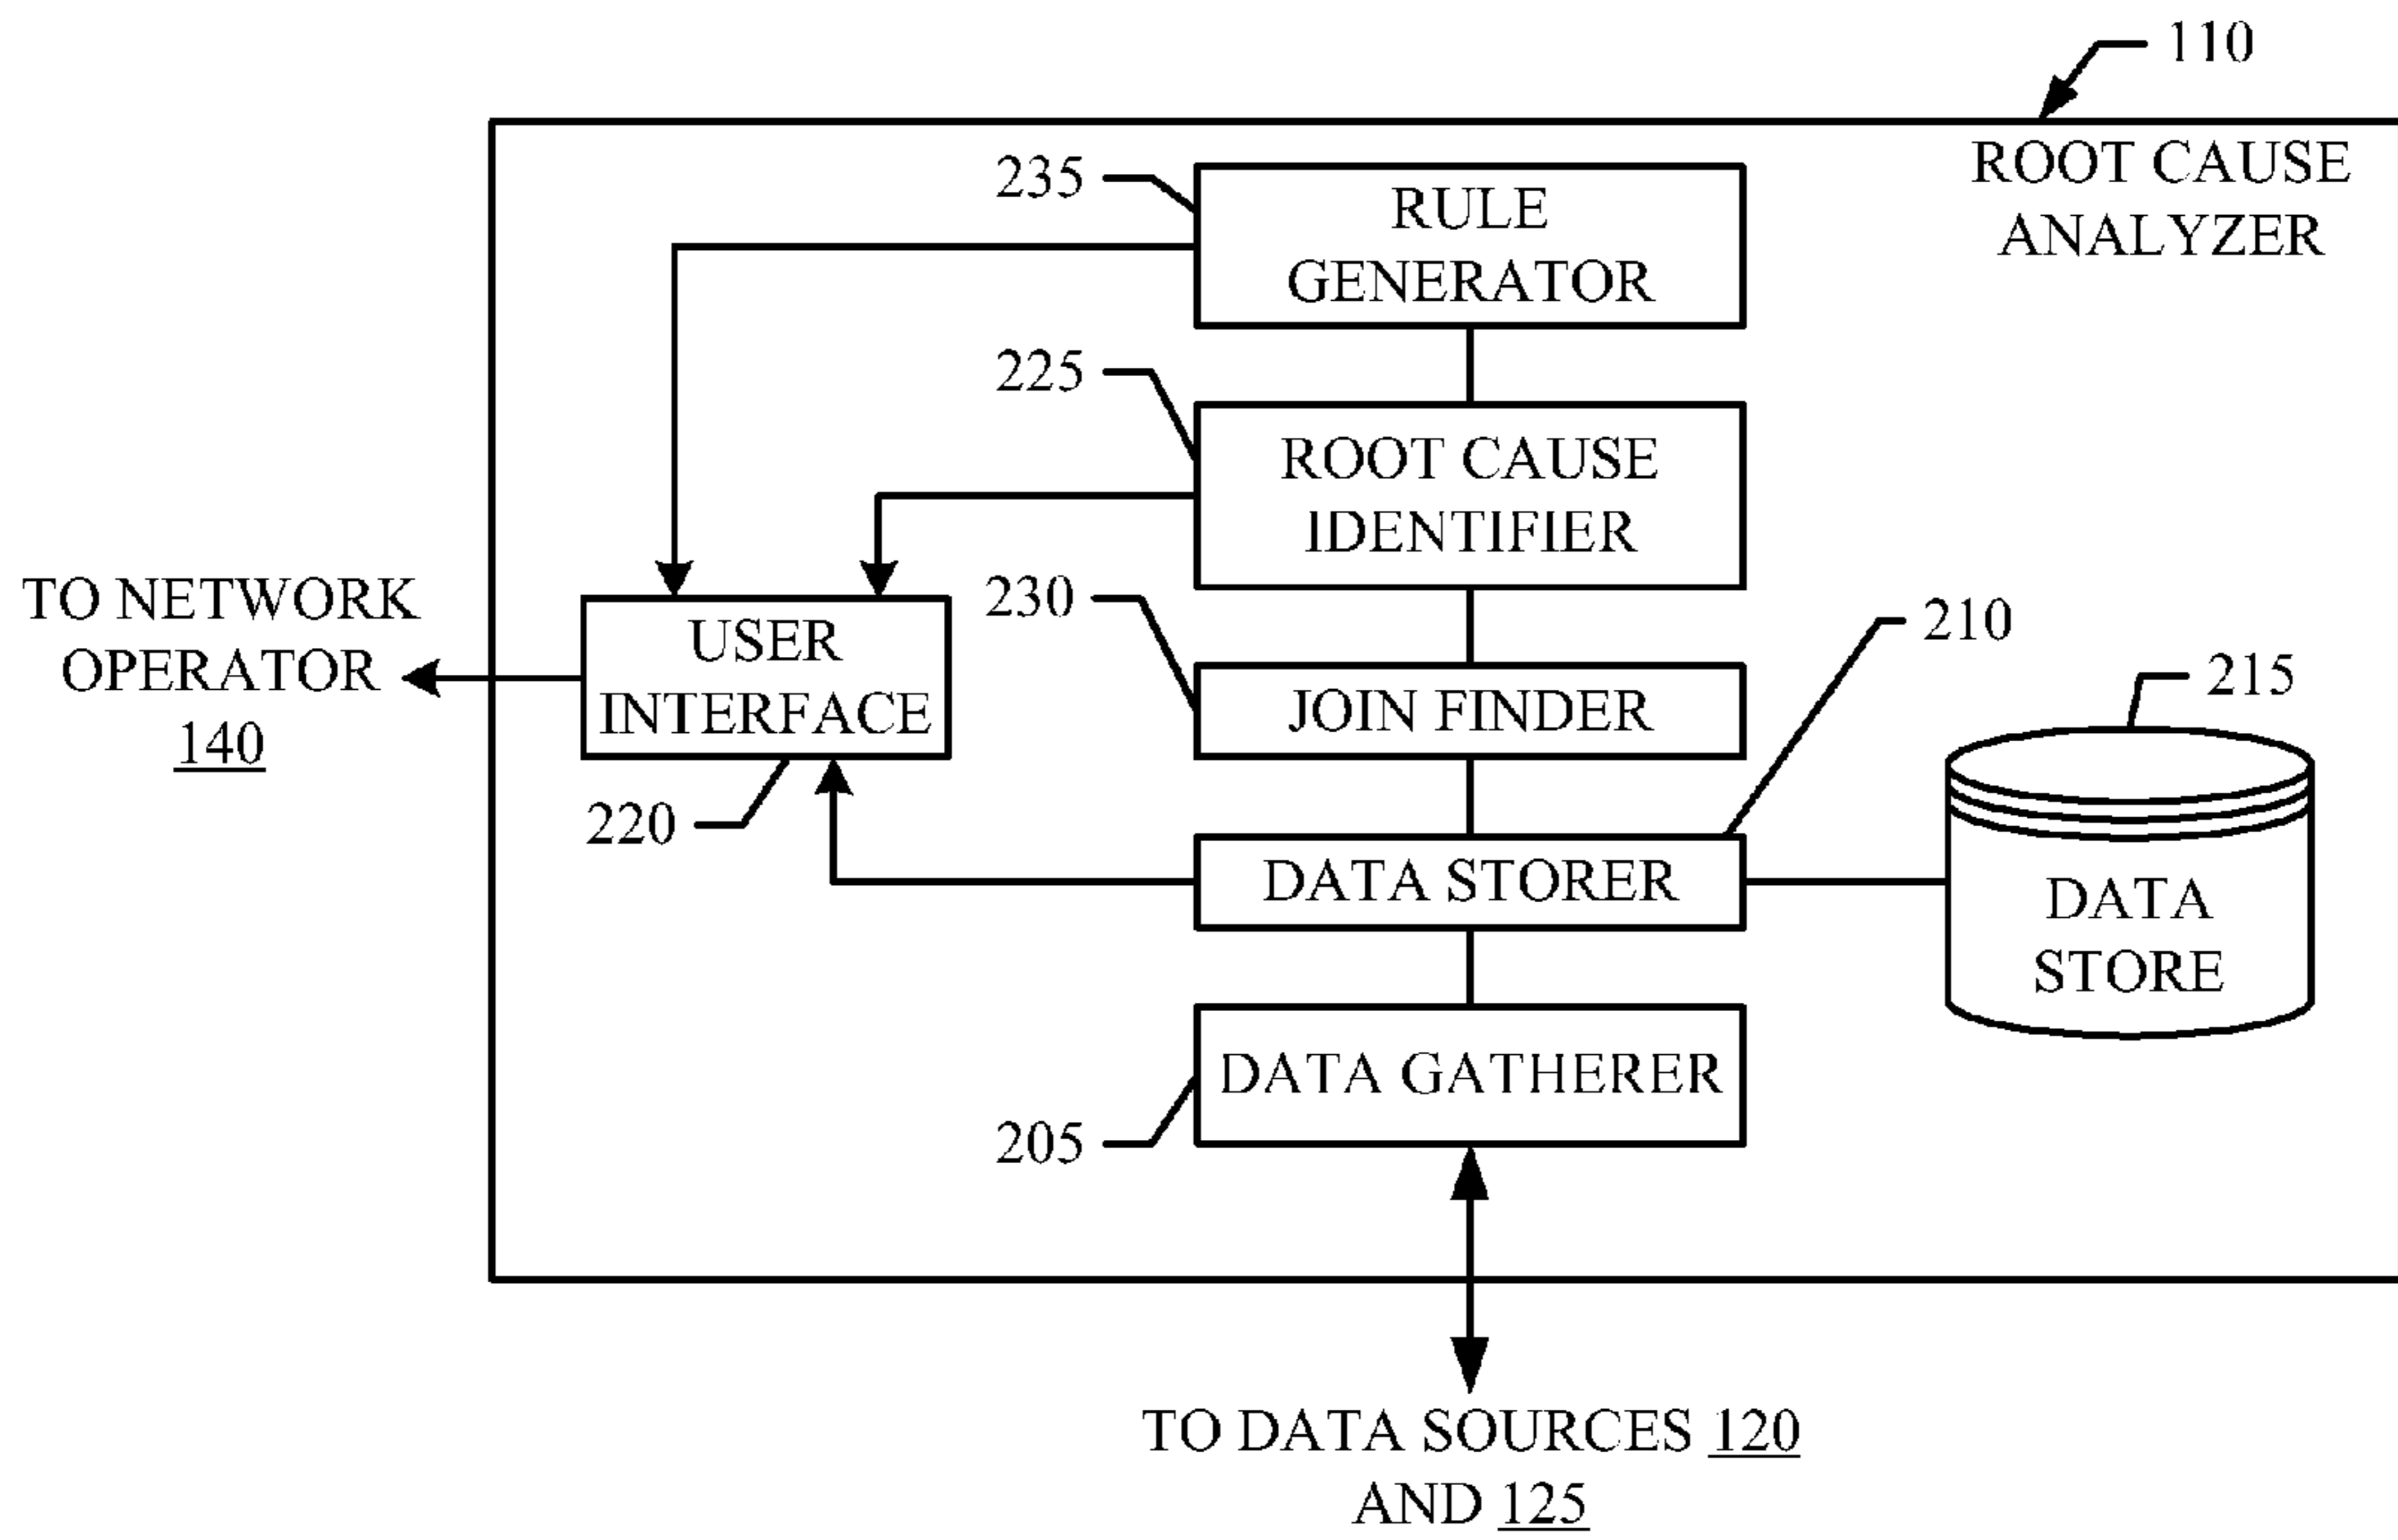 110
ROOT CAUSE
ANALYZER
235
RULE
GENERATOR
225
ROOT CAUSE
IDENTIFIER
TO NETWORK
OPERATOR
140
USER
INTERFACE
220
230
JOIN FINDER
210
215
DATA STORER
DATA
STORE
205
DATA GATHERER
TO DATA SOURCES 120
AND 125